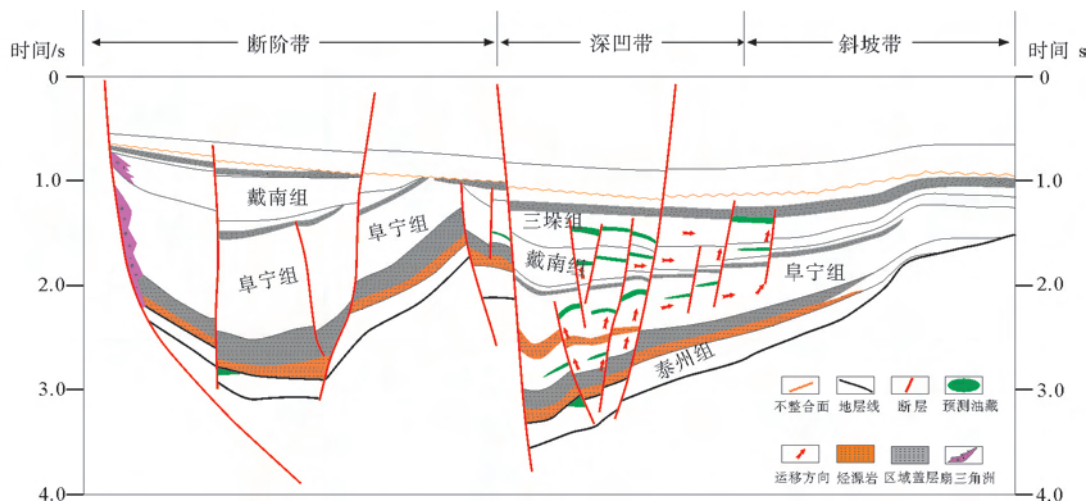 断阶带 深凹带 斜坡带
时间/s 时间 s
0 0
1.0 1.0
戴南组
三垛组
阜宁组
戴南组
阜宁组
阜宁组
2.0 2.0
泰州组
3.0 3.0
不整合面 地层线 断层 预测油藏
运移方向 烃源岩 区域盖层 扇三角洲
4.0 4.0